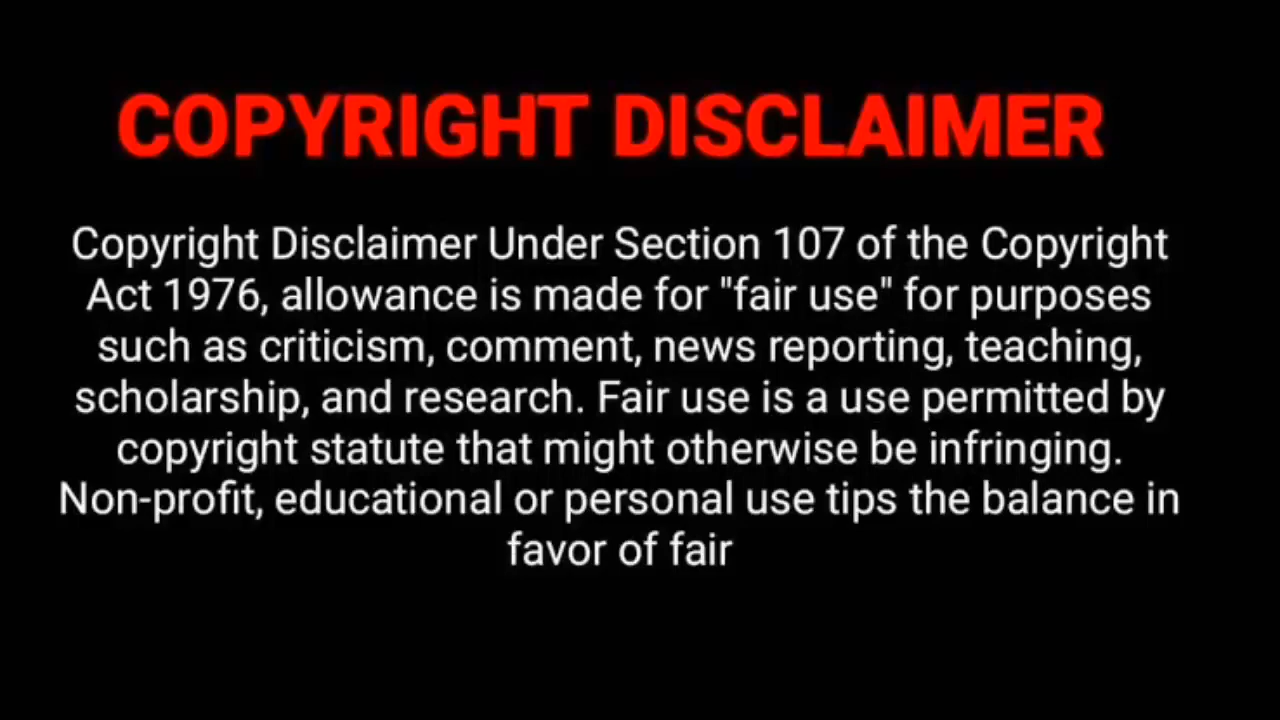 COPYRIGHT DISCLAIMER
Copyright Disclaimer Under Section 107 of the Copyright
Act 1976, allowance is made for "fair use" for purposes
such as criticism, comment, news reporting, teaching,
scholarship, and research. Fair use is a use permitted by
copyright statute that might otherwise be infringing.
Non-profit, educational or personal use tips the balance in
favor of fair